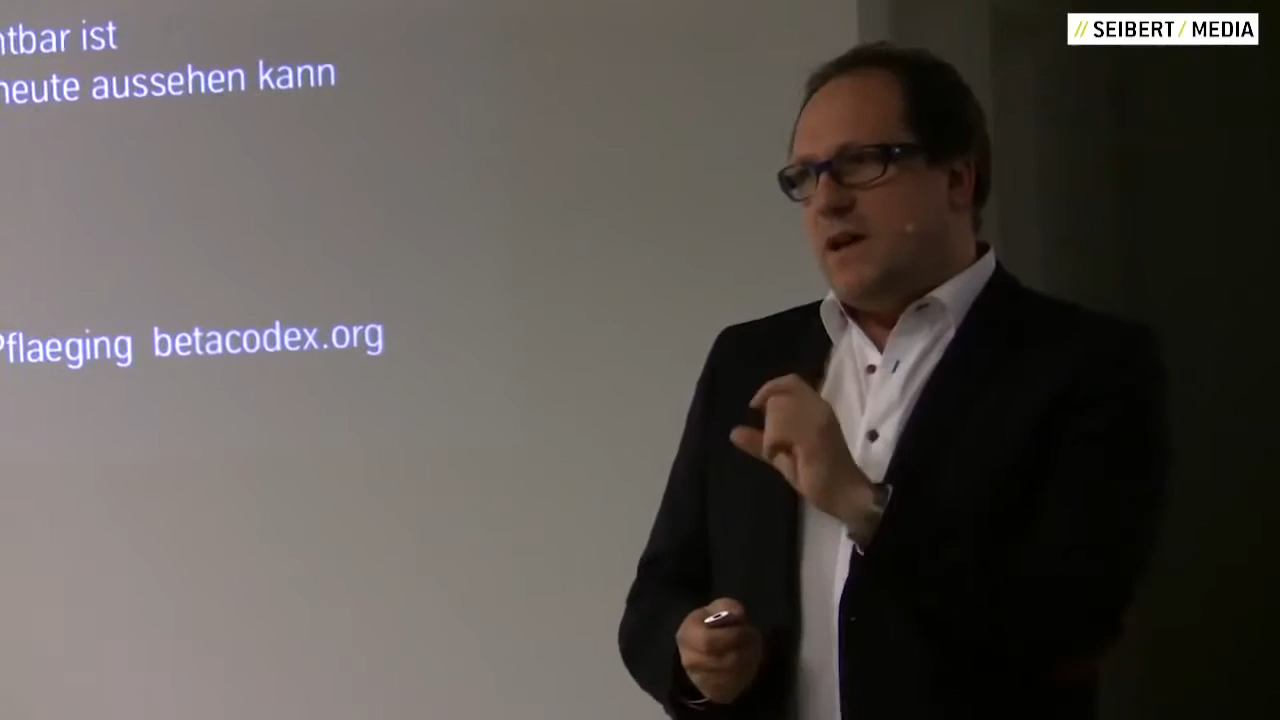 // SEIBERT / MEDIA
ntbar ist
heute aussehen kann
Pflaeging betacodex.org